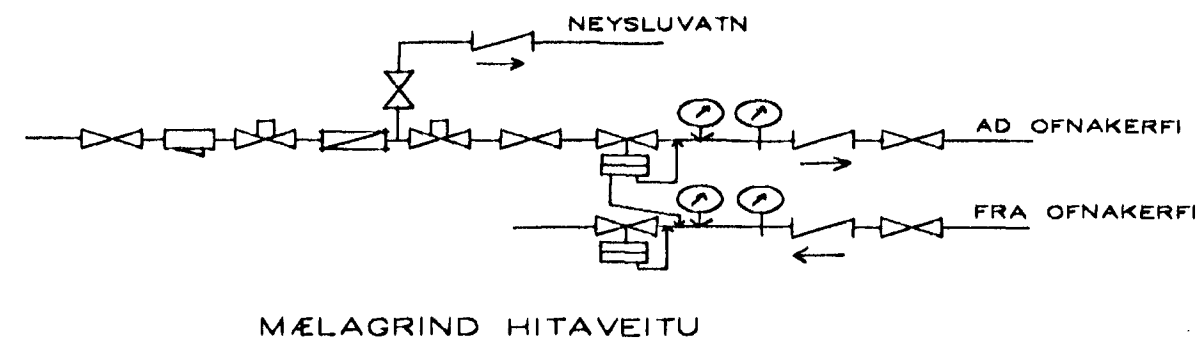 NEYSLUVATN
AD OFNAKERFI
FRA OFNAKERFI
MÆLAGRIND HITAVEITU